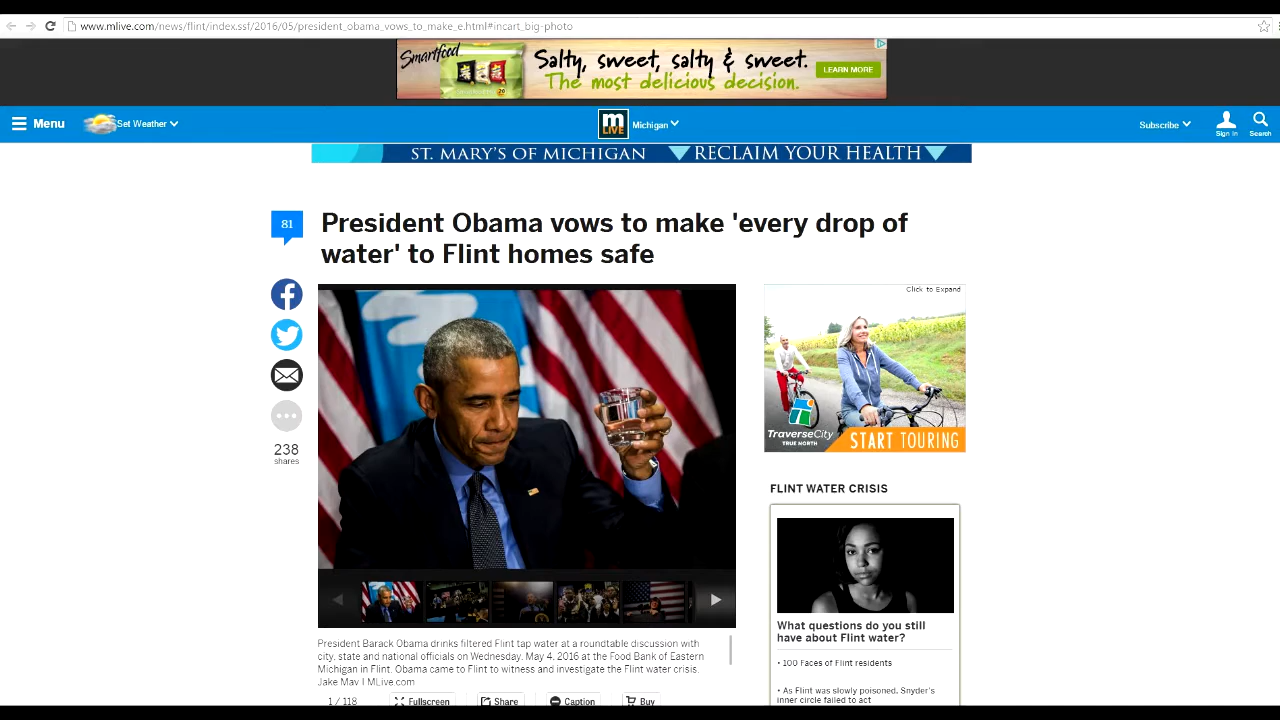 www.mlive.com/news/flint/index.ssf/2016/05/president_obama_vows_to_make_e.html#incart_big-photo
Smartfood
Salty, sweet, salty & sweet.
The most delicious decision.
LEARN MORE
Menu
Set Weather
m
LIVE
Michigan
Subscribe
Sign In
Search
ST. MARY'S OF MICHIGAN
RECLAIM YOUR HEALTH
81
President Obama vows to make 'every drop of
water' to Flint homes safe
238
shares
Click to Expand
TraverseCity
TRUE NORTH
START TOURING
FLINT WATER CRISIS
What questions do you still
have about Flint water?
• 100 Faces of Flint residents
• As Flint was slowly poisoned, Snyder's
inner circle failed to act
President Barack Obama drinks filtered Flint tap water at a roundtable discussion with
city, state and national officials on Wednesday, May 4, 2016 at the Food Bank of Eastern
Michigan in Flint. Obama came to Flint to witness and investigate the Flint water crisis.
Jake May | MLive.com
1 / 118
Fullscreen
Share
Caption
Buy